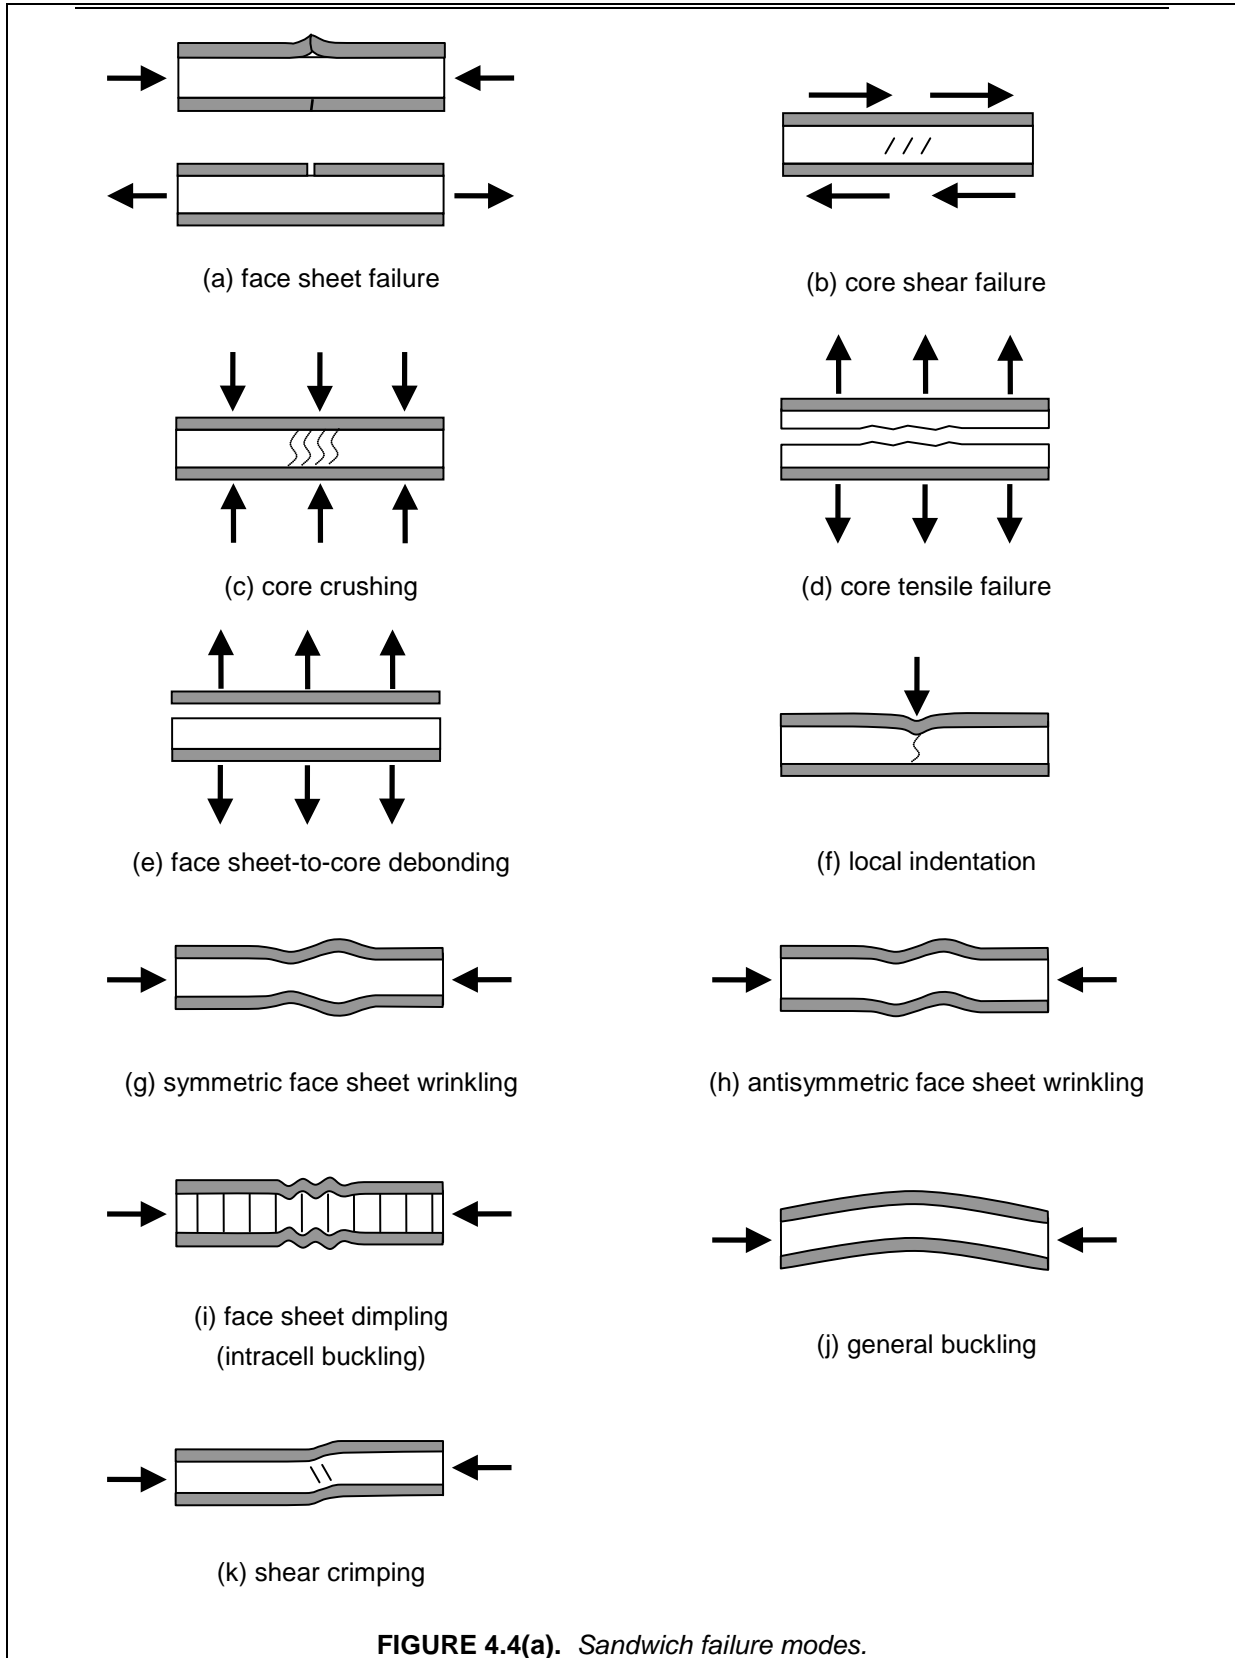 (a) face sheet failure
(b) core shear failure
(c) core crushing
(d) core tensile failure
(e) face sheet-to-core debonding
(f) local indentation
(g) symmetric face sheet wrinkling
(h) antisymmetric face sheet wrinkling
(i) face sheet dimpling
(intracell buckling)
(j) general buckling
(k) shear crimping
FIGURE 4.4(a). Sandwich failure modes.